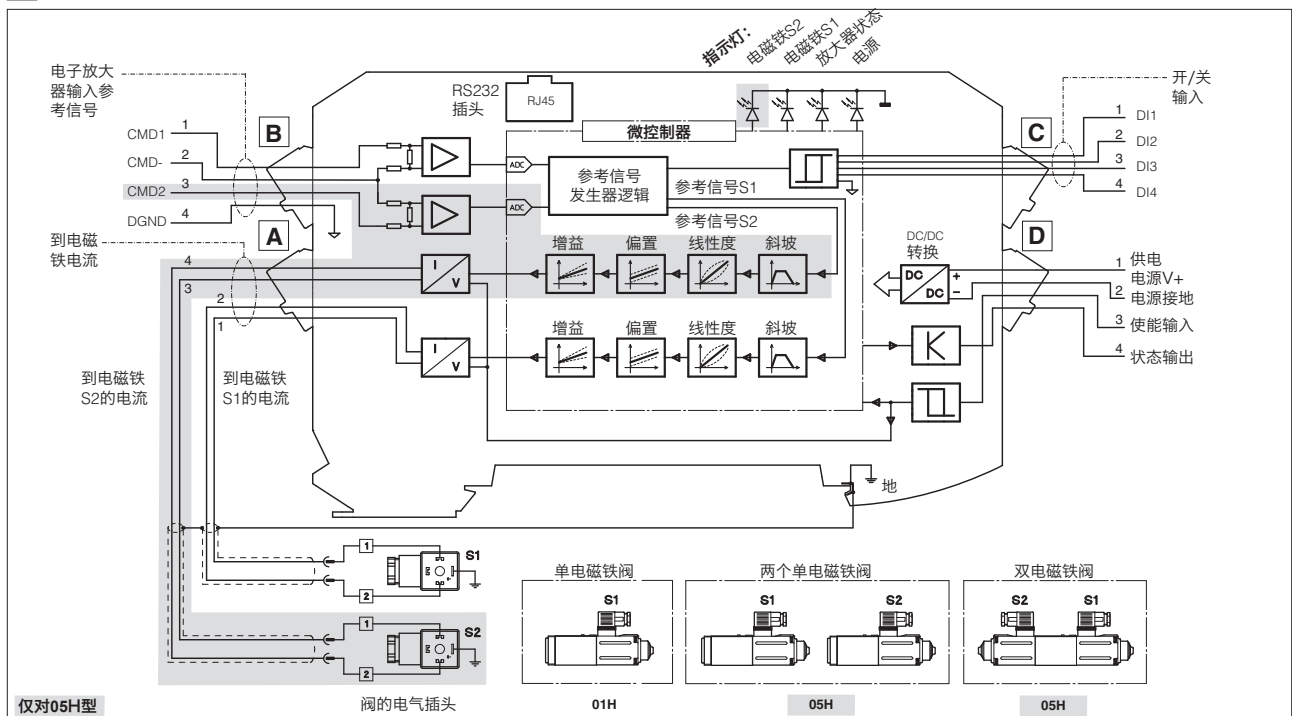 指示灯:
电磁铁S2
电磁铁S1
放大器状态
电源
电子放大
器输入参
考信号
RS232
插头
RJ45
开/关
输入
微控制器
B
C
CMD1 1
CMD- 2
CMD2 3
DGND 4
1 DI1
2 DI2
3 DI3
4 DI4
ADC
ADC
参考信号
发生器逻辑
参考信号S1
参考信号S2
A
D
到电磁
铁电流
4
3
2
1
I
V
增益
偏置
线性度
斜坡
DC/DC
转换
DC
DC
+
-
1 供电
电源V+
2 电源接地
3 使能输入
4 状态输出
I
V
增益
偏置
线性度
斜坡
到电磁铁
S2的电流
到电磁铁
S1的电流
地
1
2
S1
1
2
S2
单电磁铁阀
两个单电磁铁阀
双电磁铁阀
S1
S1
S2
S2
S1
仅对05H型
阀的电气插头
01H
05H
05H